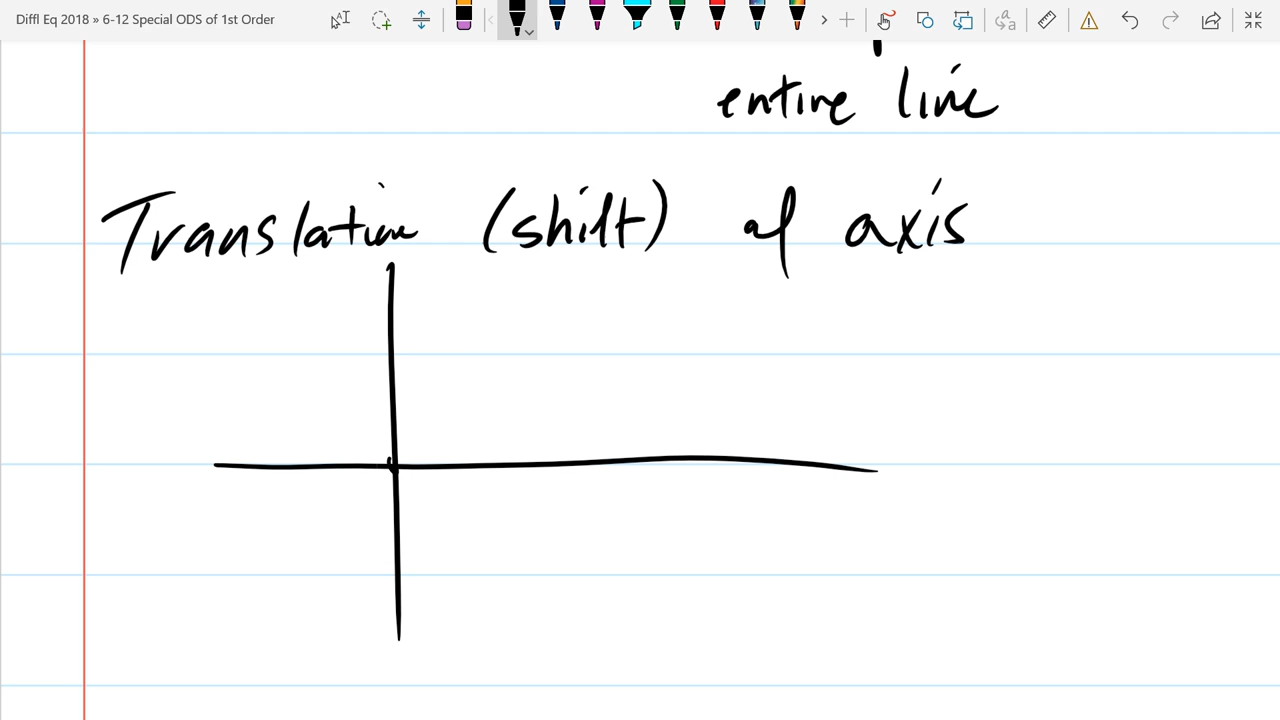 Diffl Eq 2018 » 6-12 Special ODS of 1st Order
entire line
Translation (shift) of axis